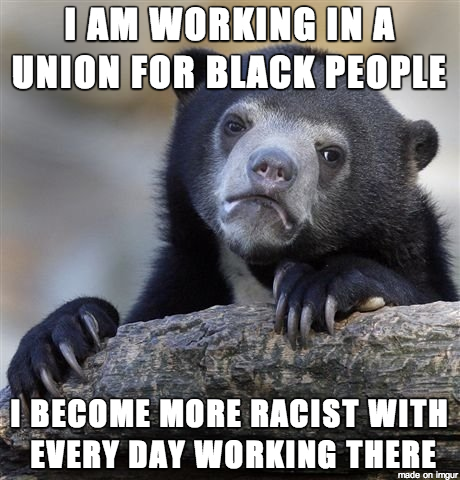 I AM WORKING IN A
UNION FOR BLACK PEOPLE
I BECOME MORE RACIST WITH
EVERY DAY WORKING THERE
made on imgur